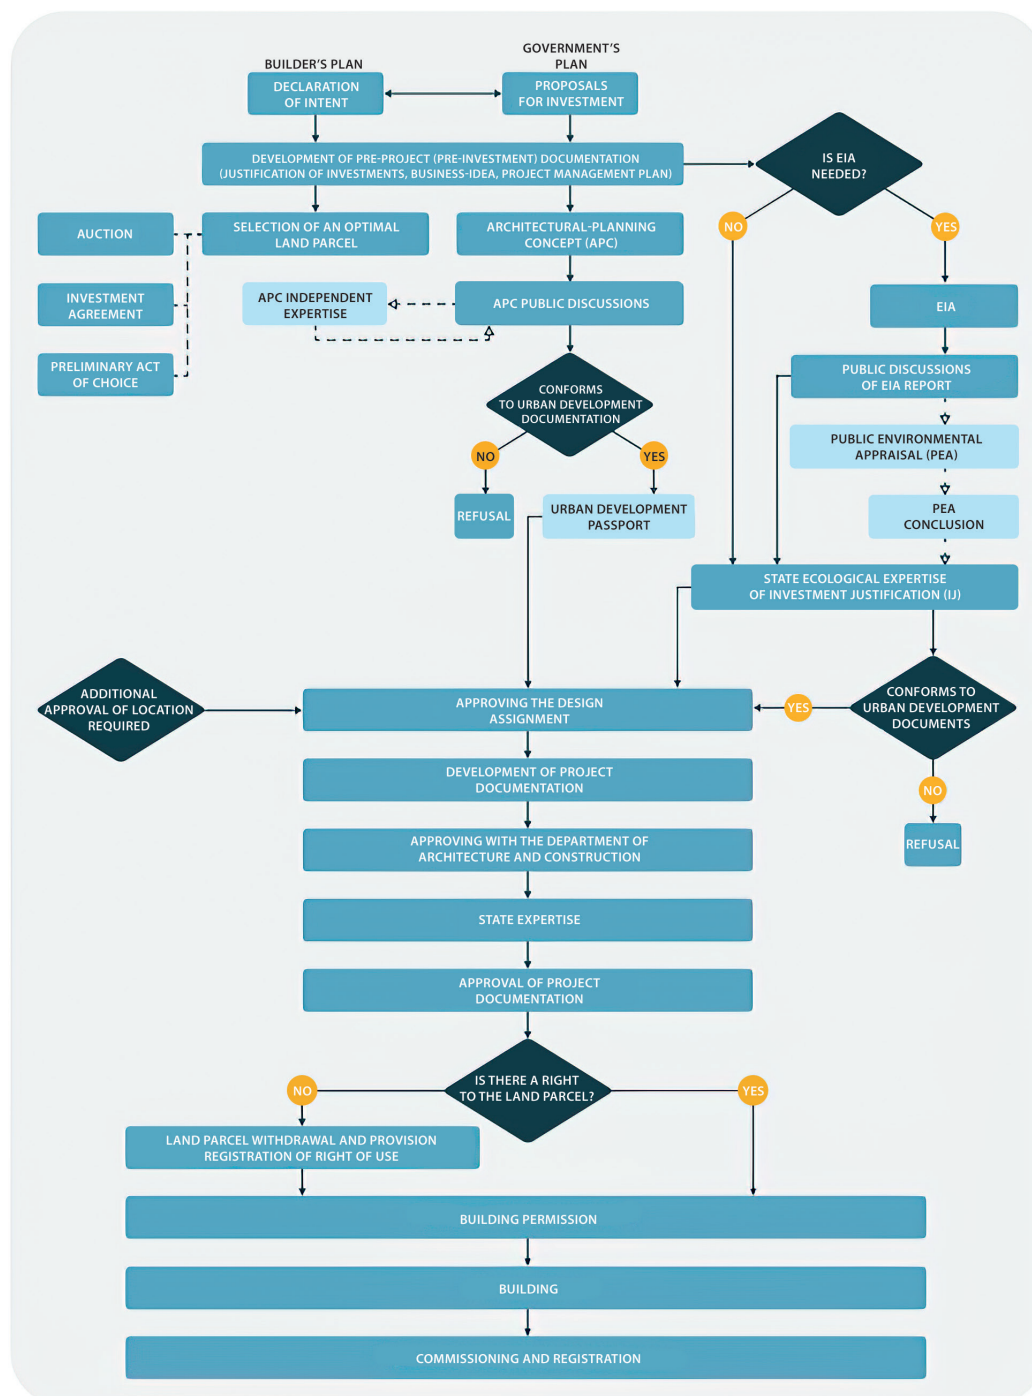 BUILDER'S PLAN
GOVERNMENT'S
PLAN
DECLARATION
OF INTENT
PROPOSALS
FOR INVESTMENT
DEVELOPMENT OF PRE-PROJECT (PRE-INVESTMENT) DOCUMENTATION
(JUSTIFICATION OF INVESTMENTS, BUSINESS-IDEA, PROJECT MANAGEMENT PLAN)
IS EIA
NEEDED?
NO
YES
AUCTION
SELECTION OF AN OPTIMAL
LAND PARCEL
ARCHITECTURAL-PLANNING
CONCEPT (APC)
INVESTMENT
AGREEMENT
APC INDEPENDENT
EXPERTISE
APC PUBLIC DISCUSSIONS
EIA
PRELIMINARY ACT
OF CHOICE
CONFORMS
TO URBAN DEVELOPMENT
DOCUMENTATION
PUBLIC DISCUSSIONS
OF EIA REPORT
NO
YES
PUBLIC ENVIRONMENTAL
APPRAISAL (PEA)
REFUSAL
URBAN DEVELOPMENT
PASSPORT
PEA
CONCLUSION
STATE ECOLOGICAL EXPERTISE
OF INVESTMENT JUSTIFICATION (IJ)
ADDITIONAL
APPROVAL OF LOCATION
REQUIRED
APPROVING THE DESIGN
ASSIGNMENT
YES
CONFORMS TO
URBAN DEVELOPMENT
DOCUMENTS
NO
REFUSAL
DEVELOPMENT OF PROJECT
DOCUMENTATION
APPROVING WITH THE DEPARTMENT OF
ARCHITECTURE AND CONSTRUCTION
STATE EXPERTISE
APPROVAL OF PROJECT
DOCUMENTATION
IS THERE A RIGHT
TO THE LAND PARCEL?
NO
YES
LAND PARCEL WITHDRAWAL AND PROVISION
REGISTRATION OF RIGHT OF USE
BUILDING PERMISSION
BUILDING
COMMISSIONING AND REGISTRATION